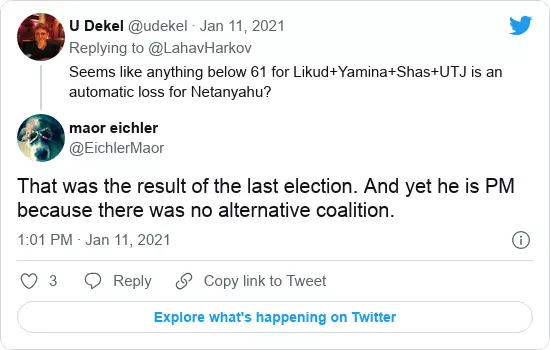 U Dekel @udekel · Jan 11, 2021
Replying to @LahavHarkov
Seems like anything below 61 for Likud+Yamina+Shas+UTJ is an
automatic loss for Netanyahu?
maor eichler
@EichlerMaor
That was the result of the last election. And yet he is PM
because there was no alternative coalition.
1:01 PM · Jan 11, 2021
3 Reply Copy link to Tweet
Explore what's happening on Twitter